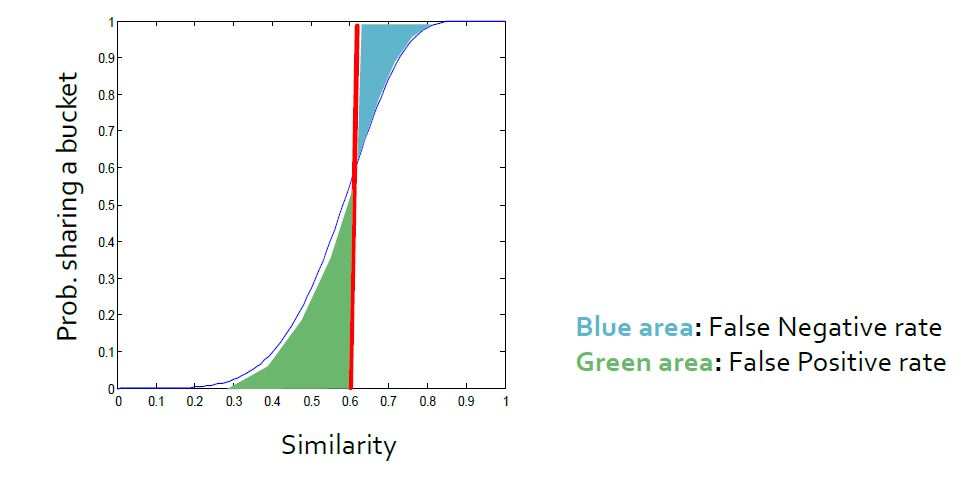 1
0.9
0.8
0.7
0.6
0.5
0.4
0.3
0.2
0.1
0
Prob. sharing a bucket
0 0.1 0.2 0.3 0.4 0.5 0.6 0.7 0.8 0.9 1
Similarity
Blue area: False Negative rate
Green area: False Positive rate